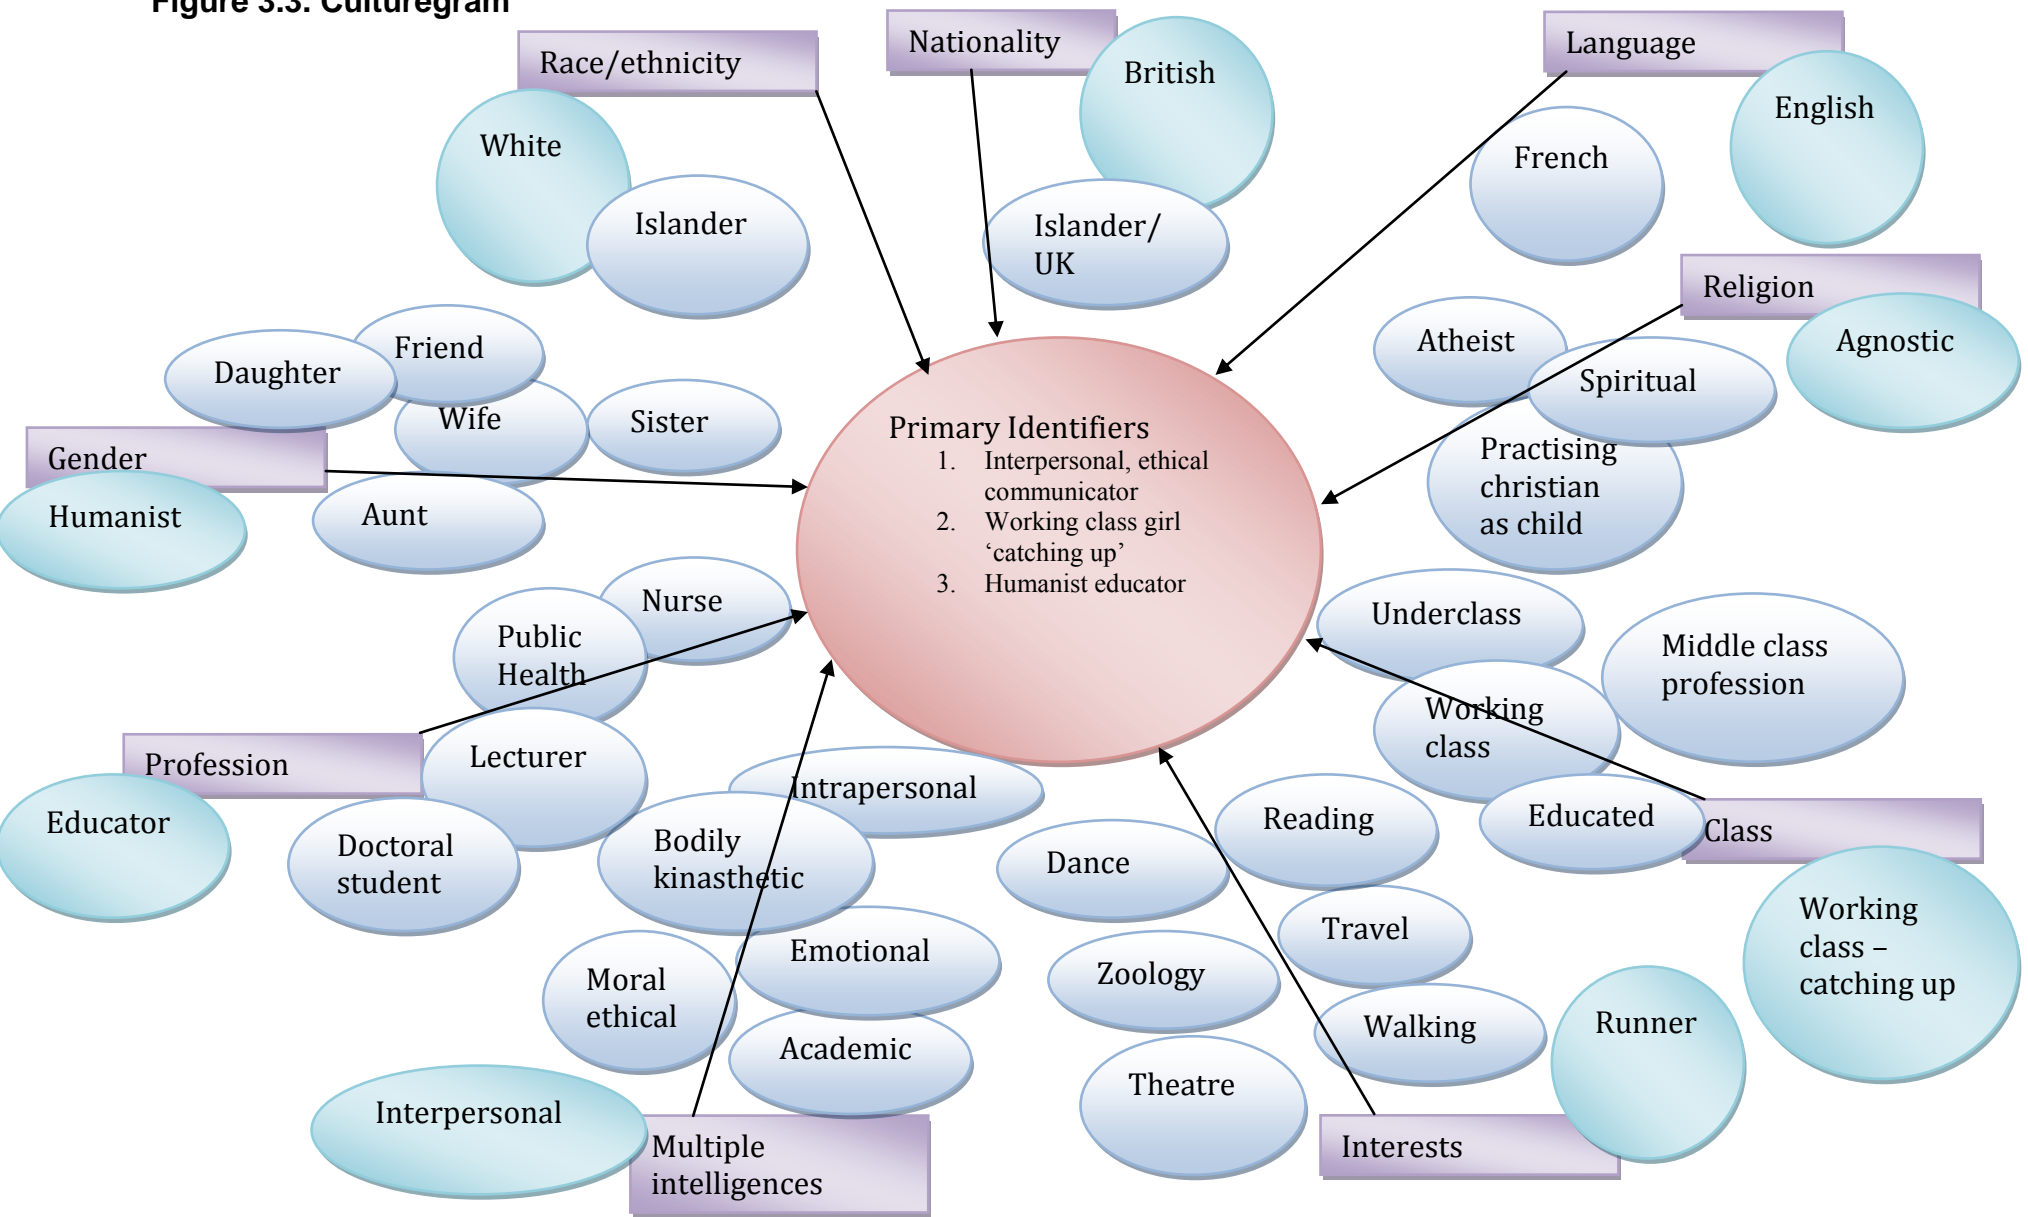 Figure 3.3. Culturegram
Race/ethnicity
White
Islander
Nationality
British
Islander/
UK
Language
English
French
Religion
Agnostic
Atheist
Spiritual
Practising
christian
as child
Daughter
Friend
Wife
Sister
Gender
Humanist
Aunt
Primary Identifiers
1. Interpersonal, ethical
communicator
2. Working class girl
‘catching up’
3. Humanist educator
Nurse
Public
Health
Profession
Lecturer
Educator
Doctoral
student
Underclass
Middle class
profession
Working
class
Educated
Class
Working
class –
catching up
Intrapersonal
Bodily
kinasthetic
Emotional
Moral
ethical
Academic
Interpersonal
Multiple
intelligences
Reading
Dance
Travel
Zoology
Walking
Theatre
Runner
Interests